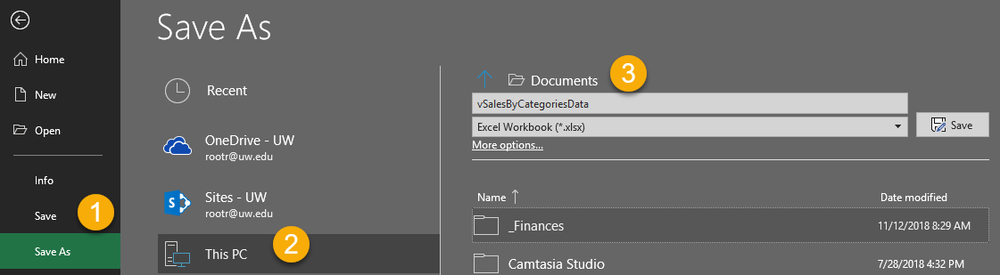 Save As
Home
New
Open
Info
Save
1
Save As
Recent
OneDrive - UW
rootr@uw.edu
S
Sites - UW
rootr@uw.edu
This PC
2
Documents
3
vSalesByCategoriesData
Excel Workbook (*.xlsx)
Save
More options...
Name Date modified
_Finances 11/12/2018 8:29 AM
Camtasia Studio 7/28/2018 4:32 PM